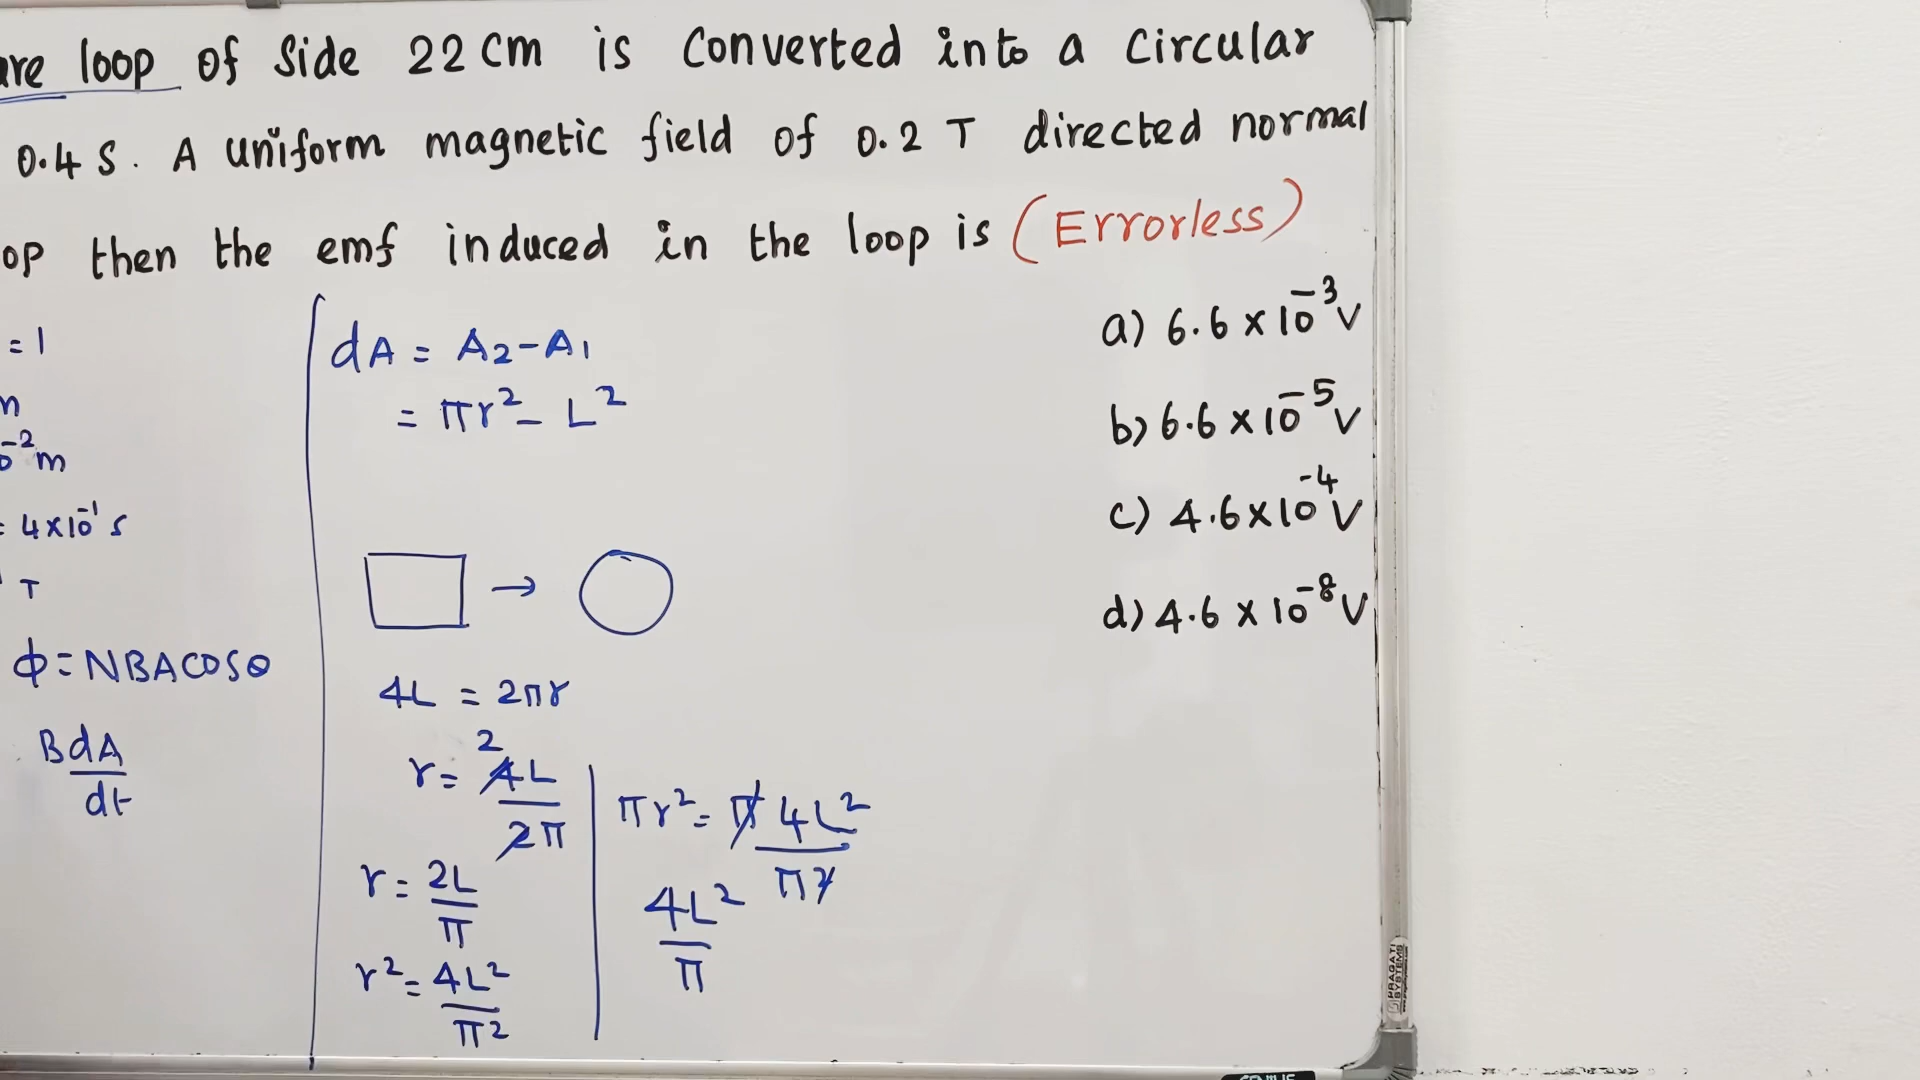 loop of Side 22 cm is Converted into a Circular
0.4 S. A uniform magnetic field of 0.2 T directed normal
then the emf induced in the loop is (Errorless)
= 1
m
m
= 4×10⁻¹ s
T
ϕ = NBACOSθ
BdA
dt
dA = A₂-A₁
= πr² - L²
→
4L = 2πr
2
r = 4L
2π
r = 2L
π
r² = 4L²
π²
πr² = π 4L²
π²
4L²
π
a) 6.6 × 10⁻³ V
b) 6.6 × 10⁻⁵ V
c) 4.6 × 10⁻⁴ V
d) 4.6 × 10⁻⁸ V
PRAGATI
SYSTEMS